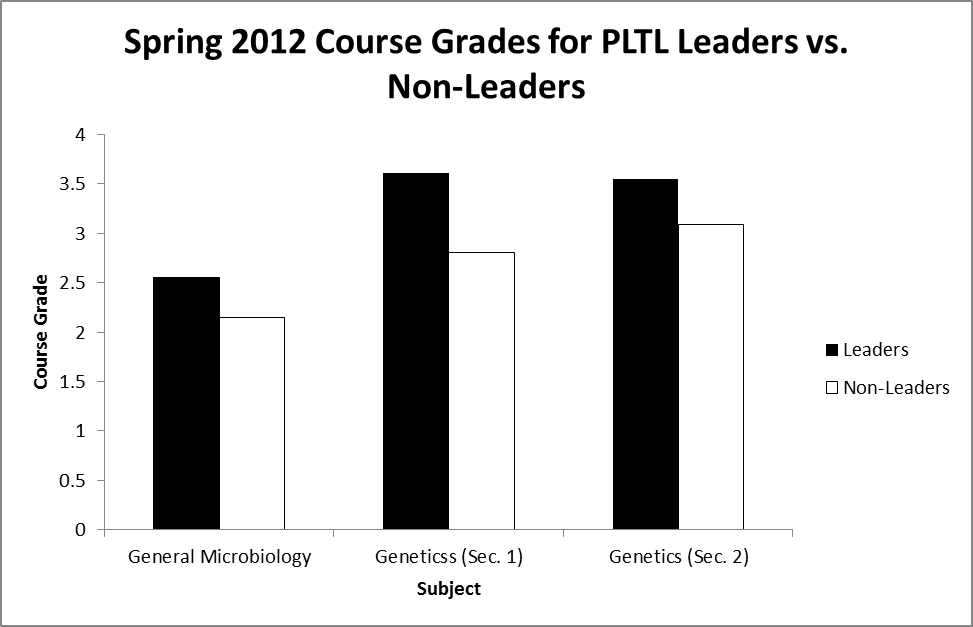 Spring 2012 Course Grades for PLTL Leaders vs.
Non-Leaders
4
3.5
3
2.5
2
1.5
1
0.5
0
Course Grade
General Microbiology
Geneticss (Sec. 1)
Genetics (Sec. 2)
Subject
Leaders
Non-Leaders